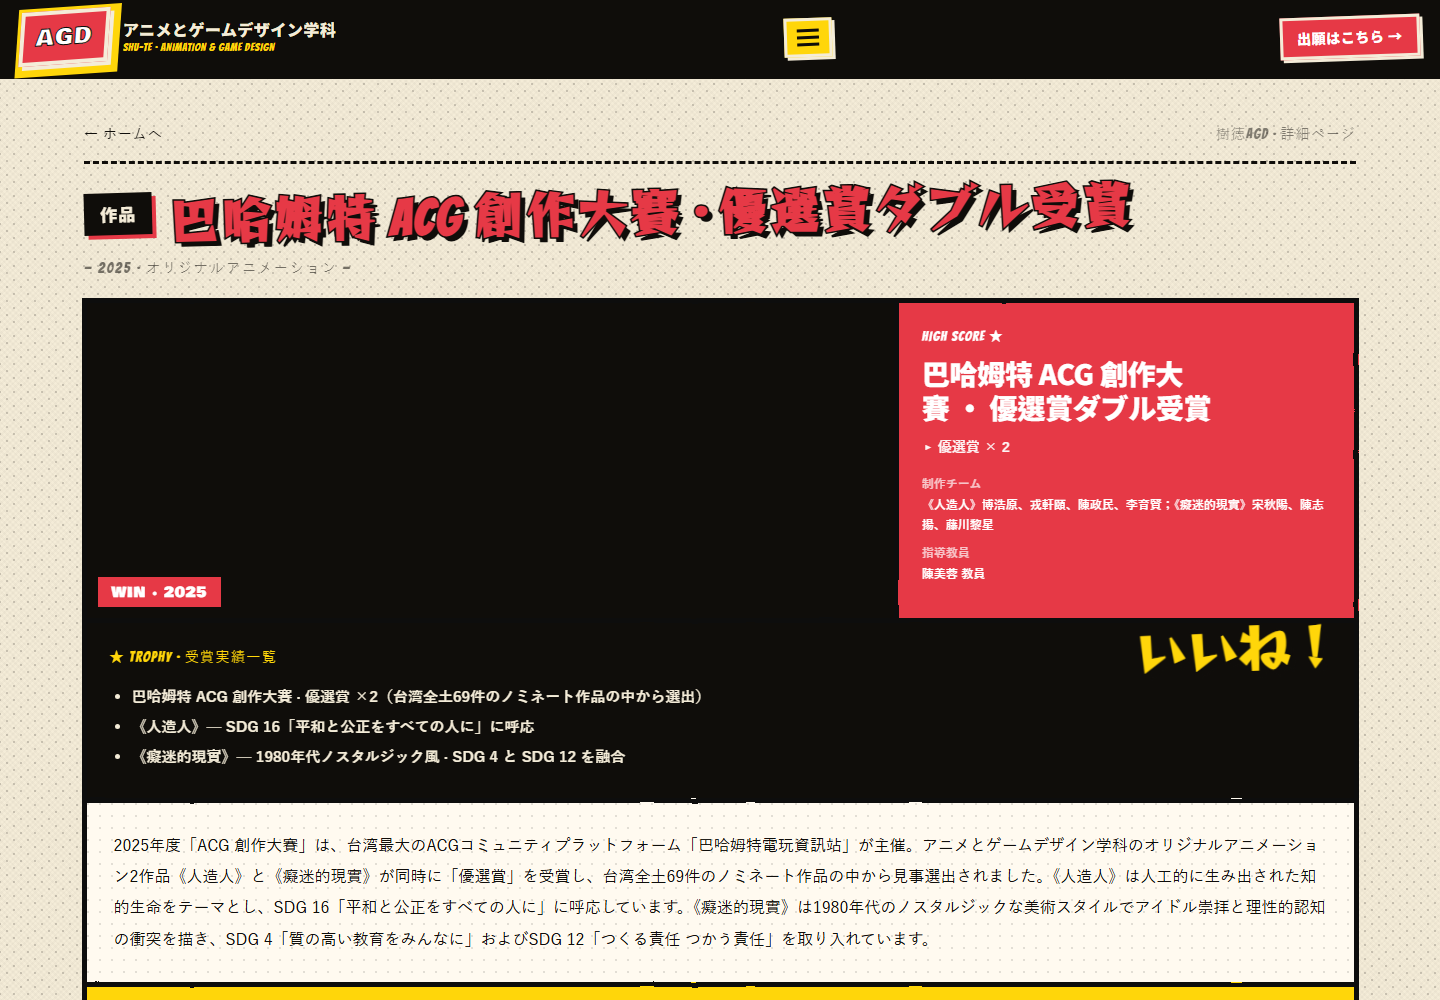 AGD
アニメとゲームデザイン学科
SHU-TE · ANIMATION & GAME DESIGN
出願はこちら →
← ホームへ
樹德AGD · 詳細ページ
作品
巴哈姆特 ACG 創作大賽・優選賞ダブル受賞
— 2025 · オリジナルアニメーション —
HIGH SCORE ★
巴哈姆特 ACG 創作大
賽 ・ 優選賞ダブル受賞
▸ 優選賞 × 2
制作チーム
《人造人》博浩原、戎軒頤、陳政民、李育賢；《癡迷的現實》宋秋陽、陳志
揚、藤川黎星
指導教員
陳美蓉 教員
WIN · 2025
★ TROPHY · 受賞実績一覧
いいね！
• 巴哈姆特 ACG 創作大賽 · 優選賞 ×2（台湾全土69件のノミネート作品の中から選出）
• 《人造人》— SDG 16「平和と公正をすべての人に」に呼応
• 《癡迷的現實》— 1980年代ノスタルジック風 · SDG 4 と SDG 12 を融合
2025年度「ACG 創作大賽」は、台湾最大のACGコミュニティプラットフォーム「巴哈姆特電玩資訊站」が主催。アニメとゲームデザイン学科のオリジナルアニメーショ
ン2作品《人造人》と《癡迷的現實》が同時に「優選賞」を受賞し、台湾全土69件のノミネート作品の中から見事選出されました。《人造人》は人工的に生み出された知
的生命をテーマとし、SDG 16「平和と公正をすべての人に」に呼応しています。《癡迷的現實》は1980年代のノスタルジックな美術スタイルでアイドル崇拝と理性的認知
の衝突を描き、SDG 4「質の高い教育をみんなに」およびSDG 12「つくる責任 つかう責任」を取り入れています。